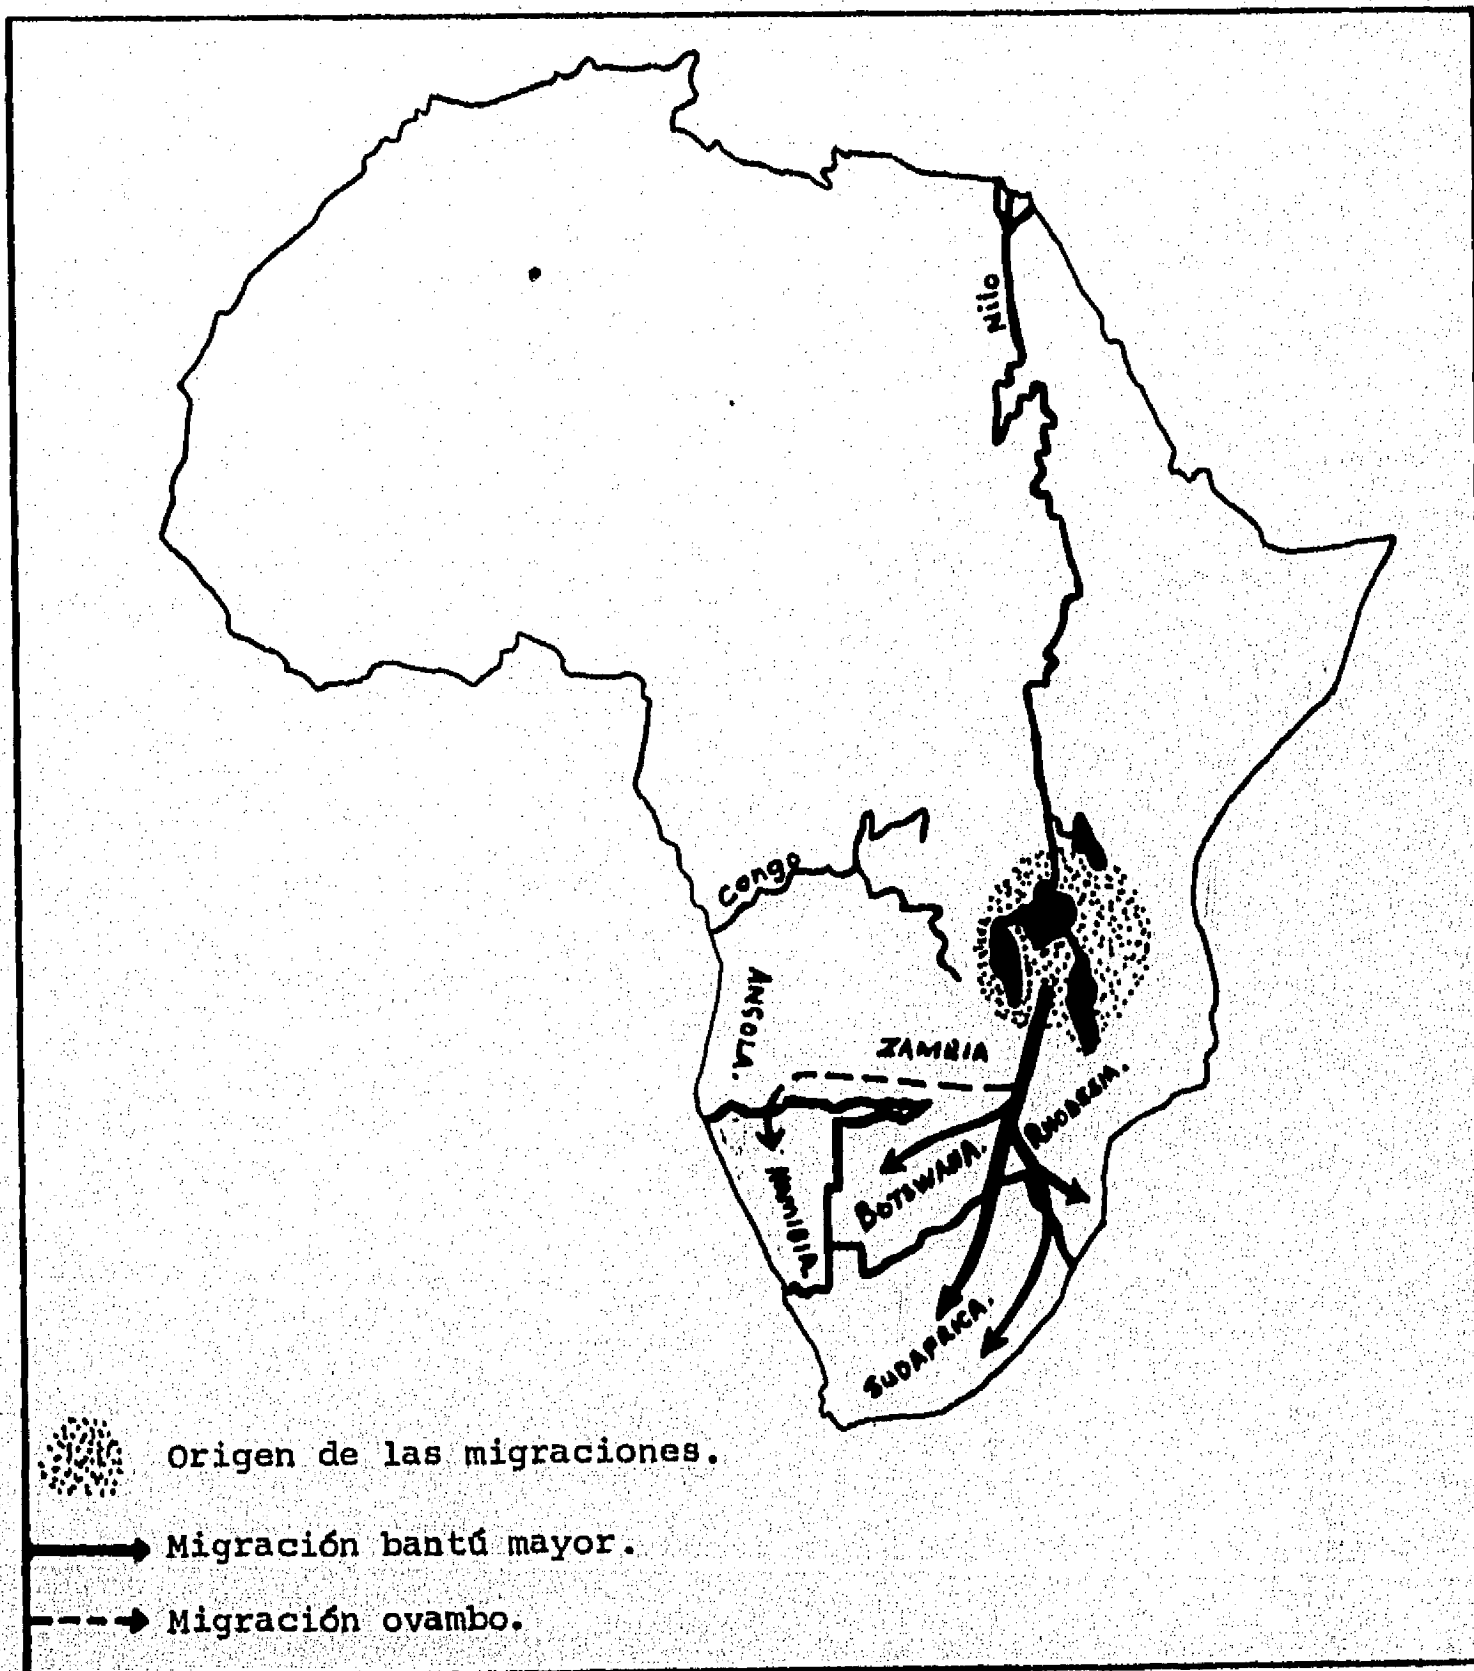 Nilo
Congo
ANGOLA.
ZAMBIA
RHODESIA.
BOTSWANA.
NAMIBIA.
SUDAFRICA.
Origen de las migraciones.
Migración bantú mayor.
Migración ovambo.